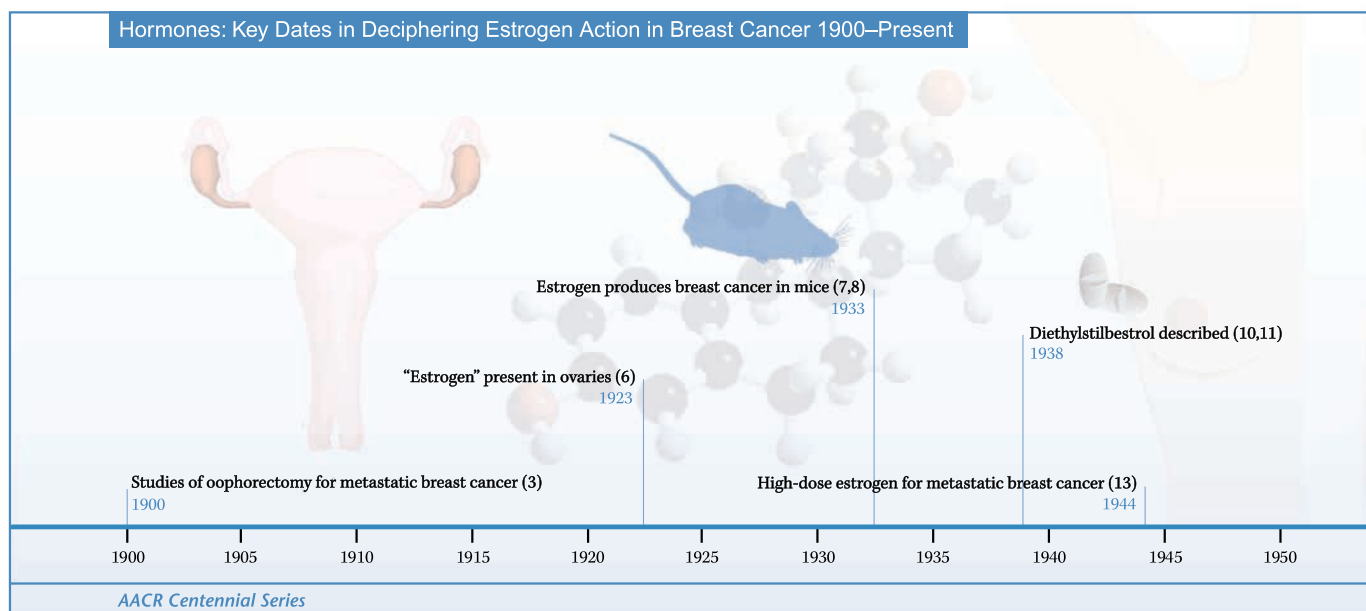 Hormones: Key Dates in Deciphering Estrogen Action in Breast Cancer 1900–Present
Estrogen produces breast cancer in mice (7,8)
1933
Diethylstilbestrol described (10,11)
1938
“Estrogen” present in ovaries (6)
1923
Studies of oophorectomy for metastatic breast cancer (3)
1900
High-dose estrogen for metastatic breast cancer (13)
1944
1900 1905 1910 1915 1920 1925 1930 1935 1940 1945 1950
AACR Centennial Series